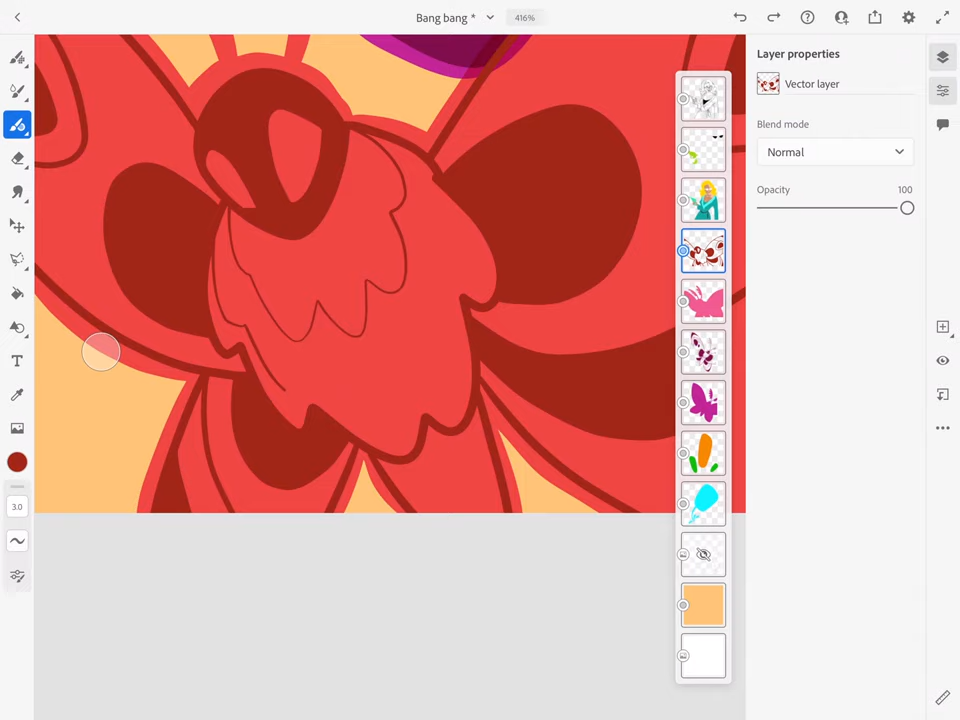 Bang bang *
416%
Layer properties
Vector layer
Blend mode
Normal
Opacity 100
T
3.0